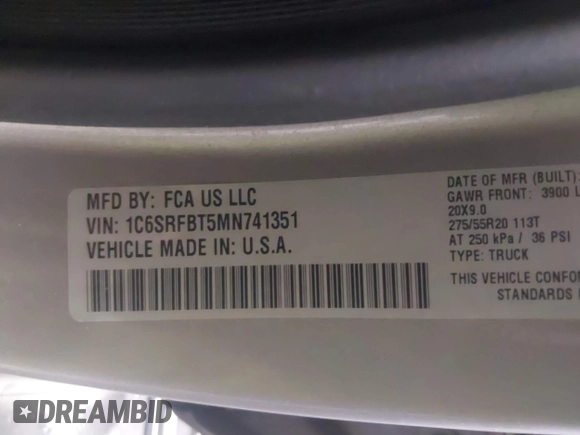 MFD BY: FCA US LLC
VIN: 1C6SRFBT5MN741351
VEHICLE MADE IN: U.S.A.
DATE OF MFR (BUILT):
GAWR FRONT: 3900 L
20X9.0
275/55R20 113T
AT 250 kPa / 36 PSI
TYPE: TRUCK
THIS VEHICLE CONFO
STANDARDS
DREAMBID